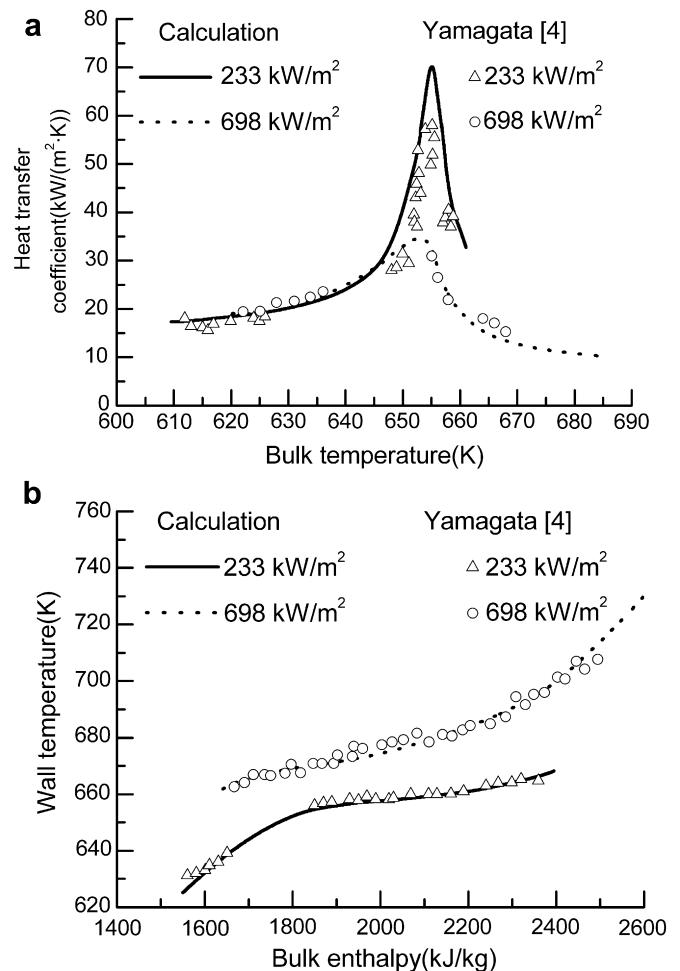 a
Calculation
Yamagata [4]
233 kW/m²
233 kW/m²
698 kW/m²
698 kW/m²
Heat transfer
coefficient(kW/(m²·K))
80
70
60
50
40
30
20
10
0
600 610 620 630 640 650 660 670 680 690
Bulk temperature(K)
b
Calculation
Yamagata [4]
233 kW/m²
233 kW/m²
698 kW/m²
698 kW/m²
Wall temperature(K)
760
740
720
700
680
660
640
620
1400 1600 1800 2000 2200 2400 2600
Bulk enthalpy(kJ/kg)